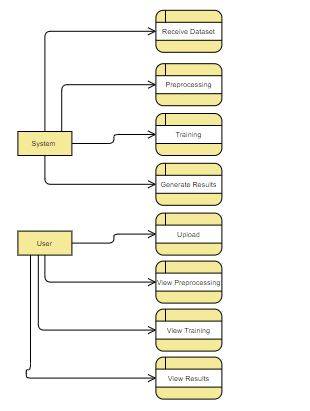 Receive Dataset
Preprocessing
Training
System
Generate Results
Upload
User
View Preprocessing
View Training
View Results